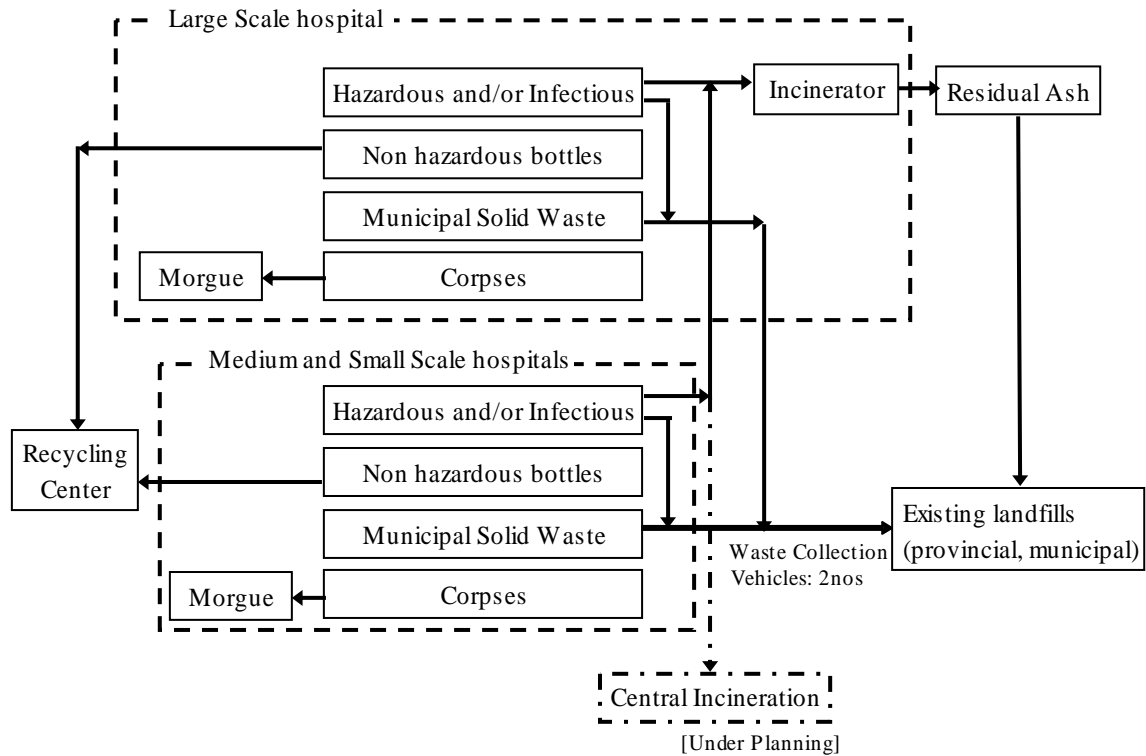 Large Scale hospital
Hazardous and/or Infectious
Incinerator
Residual Ash
Non hazardous bottles
Municipal Solid Waste
Morgue
Corpses
Medium and Small Scale hospitals
Hazardous and/or Infectious
Recycling
Center
Non hazardous bottles
Municipal Solid Waste
Existing landfills
(provincial, municipal)
Waste Collection
Vehicles: 2nos
Morgue
Corpses
Central Incineration
[Under Planning]